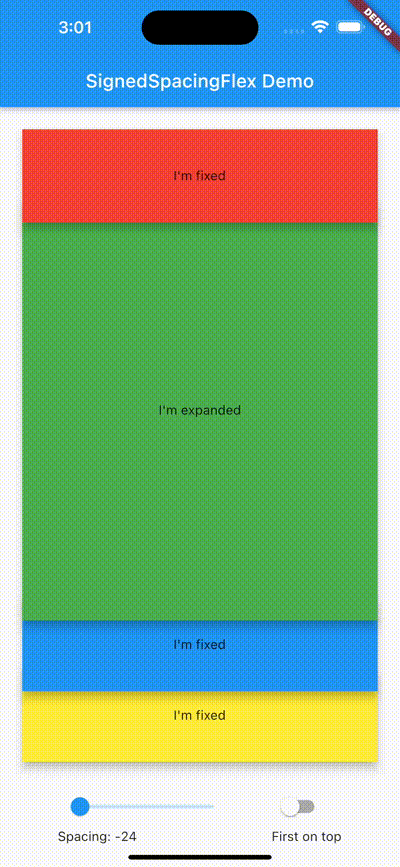 3:01
DEBUG
SignedSpacingFlex Demo
I'm fixed
I'm expanded
I'm fixed
I'm fixed
Spacing: -24
First on top